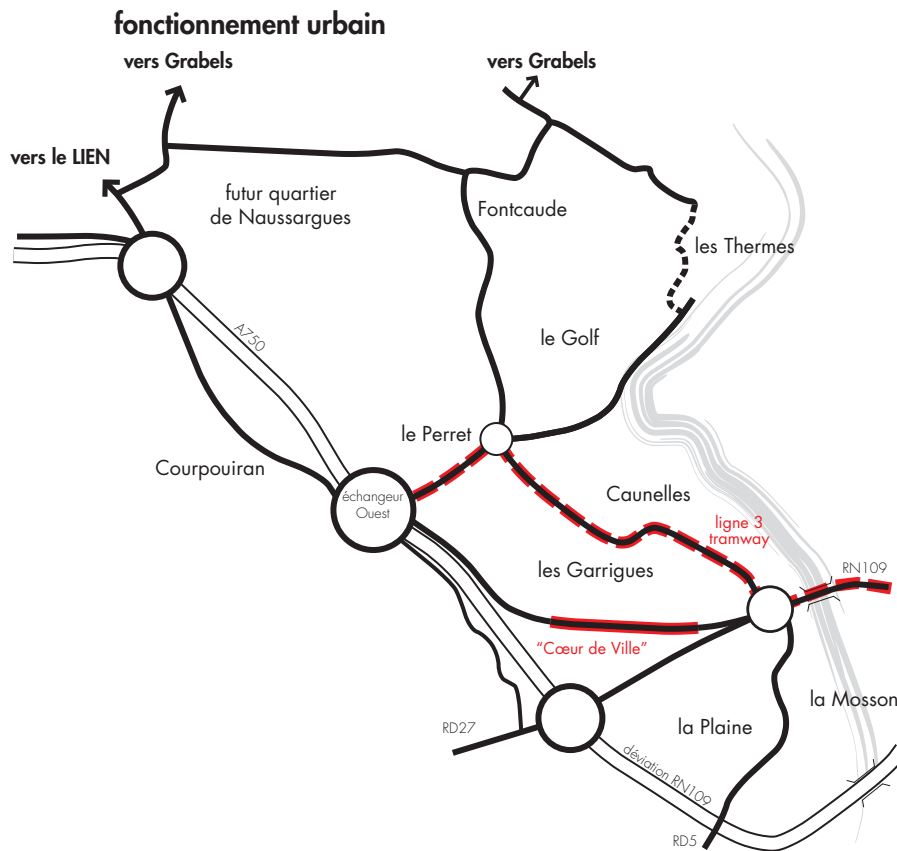 fonctionnement urbain
vers Grabels
vers Grabels
vers le LIEN
futur quartier
de Naussargues
Fontcaude
les Thermes
A750
le Golf
le Perret
Courpouiran
échangeur
Ouest
Caunelles
ligne 3
tramway
les Garrigues
RN109
"Cœur de Ville"
la Mosson
RD27
la Plaine
déviation RN109
RD5